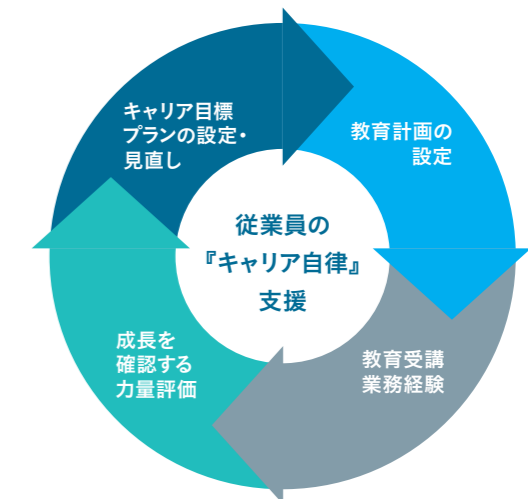 キャリア目標
プランの設定・
見直し
教育計画の
設定
従業員の
『キャリア自律』
支援
教育受講
業務経験
成長を
確認する
力量評価